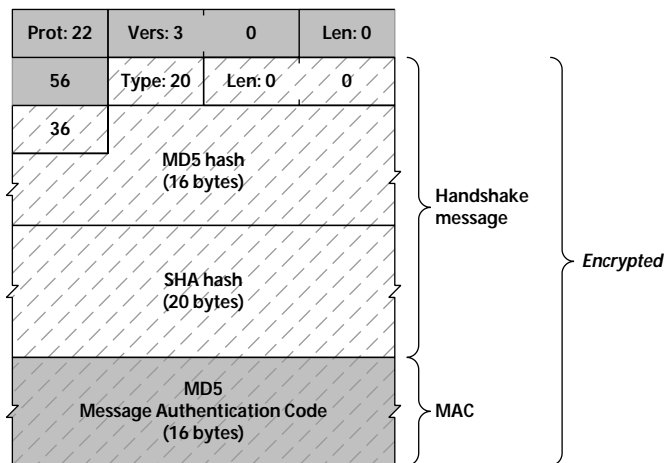 Prot: 22 Vers: 3 0 Len: 0
56 Type: 20 Len: 0 0
36
MD5 hash
(16 bytes)
Handshake
message
SHA hash
(20 bytes)
Encrypted
MD5
Message Authentication Code
(16 bytes)
MAC